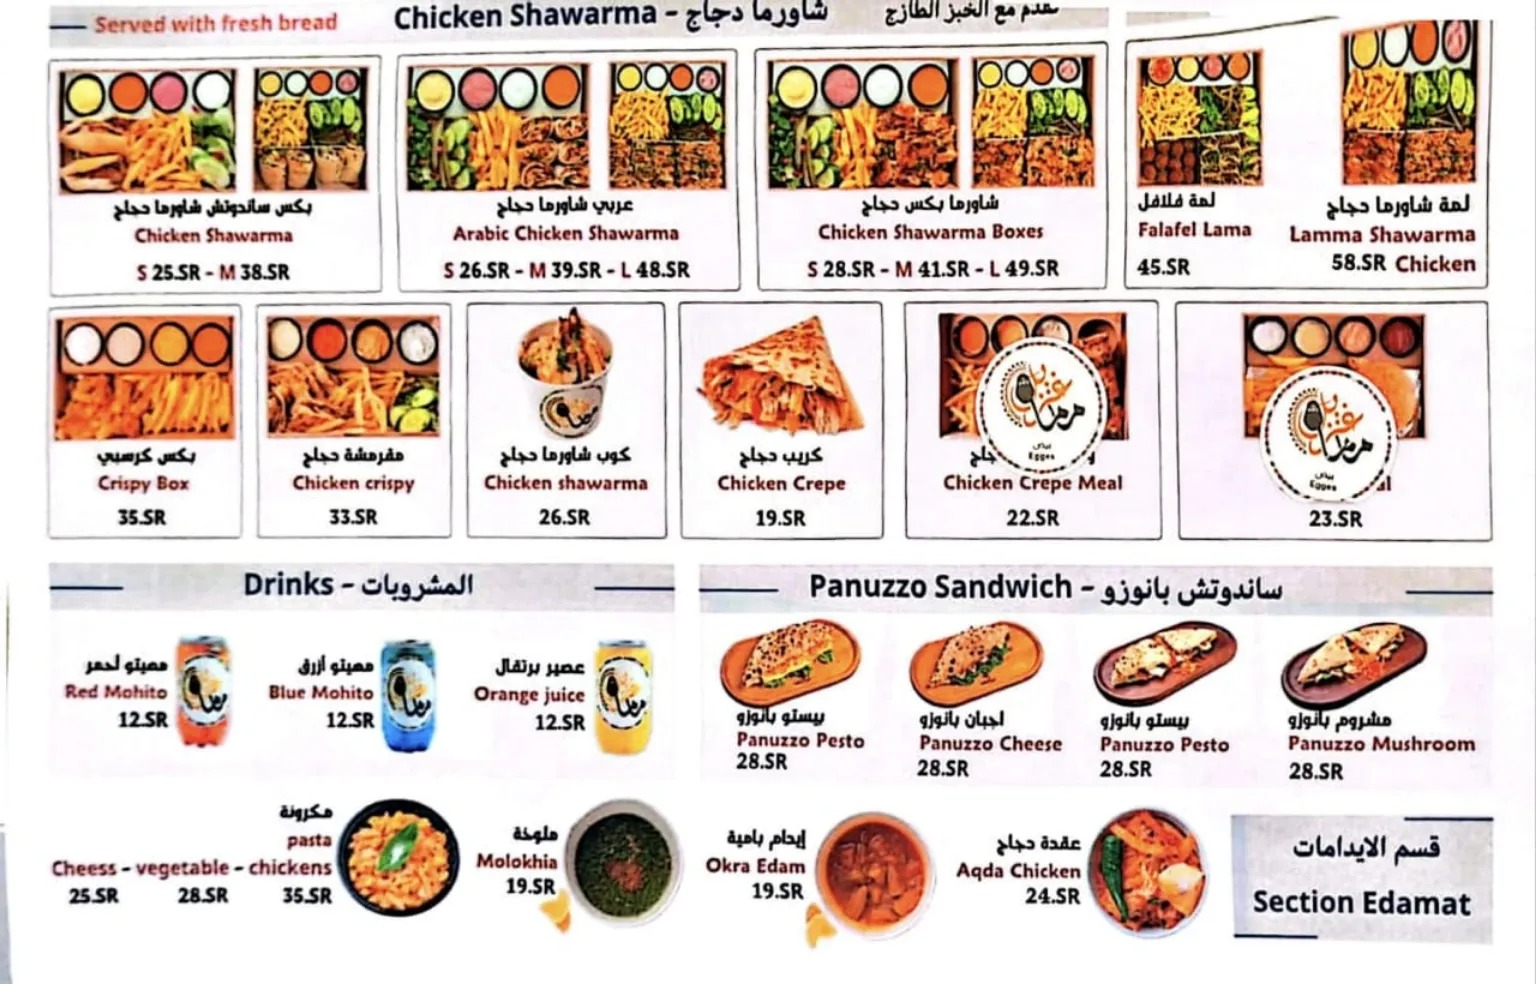 Served with fresh bread
Chicken Shawarma - شاورما دجاج
مع الخبز الطازج
بكس ساندوتش شاورما دجاج
Chicken Shawarma
S 25.SR - M 38.SR
عربي شاورما دجاج
Arabic Chicken Shawarma
S 26.SR - M 39.SR - L 48.SR
شاورما بكس دجاج
Chicken Shawarma Boxes
S 28.SR - M 41.SR - L 49.SR
لمة فلافل
Falafel Lama
45.SR
لمة شاورما دجاج
Lamma Shawarma
58.SR Chicken
بكس كرسبي
Crispy Box
35.SR
مقرمشة دجاج
Chicken crispy
33.SR
كوب شاورما دجاج
Chicken shawarma
26.SR
كريب دجاج
Chicken Crepe
19.SR
Eggea
Chicken Crepe Meal
22.SR
Eggea
23.SR
Drinks - المشروبات
مهيتو أحمر
Red Mohito
12.SR
مهيتو أزرق
Blue Mohito
12.SR
عصير برتقال
Orange juice
12.SR
Panuzzo Sandwich - ساندوتش بانوزو
بيستو بانوزو
Panuzzo Pesto
28.SR
اجبان بانوزو
Panuzzo Cheese
28.SR
بيستو بانوزو
Panuzzo Pesto
28.SR
مشروم بانوزو
Panuzzo Mushroom
28.SR
مكرونة
pasta
Cheess - vegetable - chickens
25.SR 28.SR 35.SR
ملوخة
Molokhia
19.SR
إيدام بامية
Okra Edam
19.SR
عقدة دجاج
Aqda Chicken
24.SR
قسم الايدامات
Section Edamat